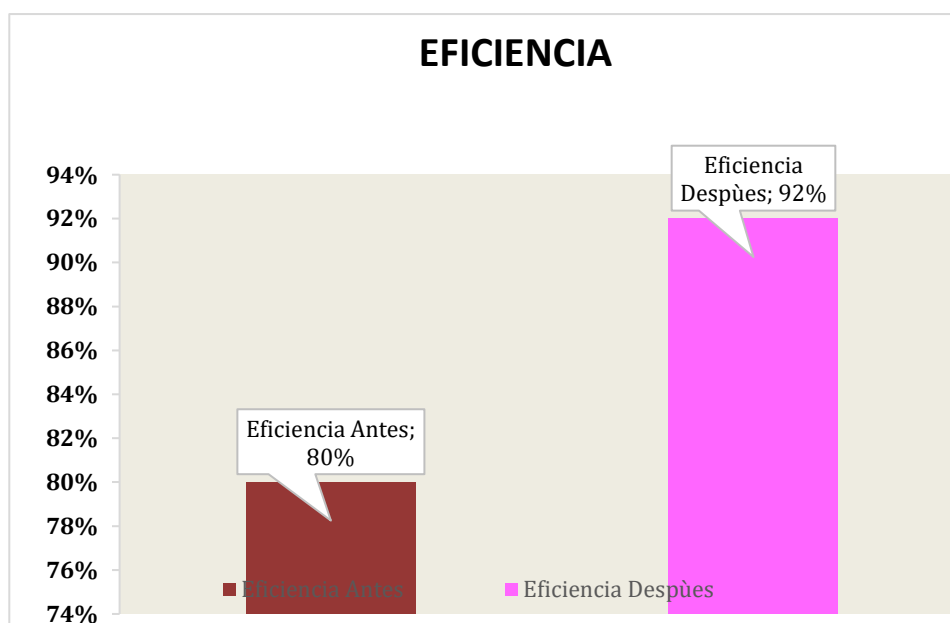 EFICIENCIA
94%
92%
90%
88%
86%
84%
82%
80%
78%
76%
74%
Eficiencia
Despùes; 92%
Eficiencia Antes;
80%
Eficiencia Antes
Eficiencia Despùes